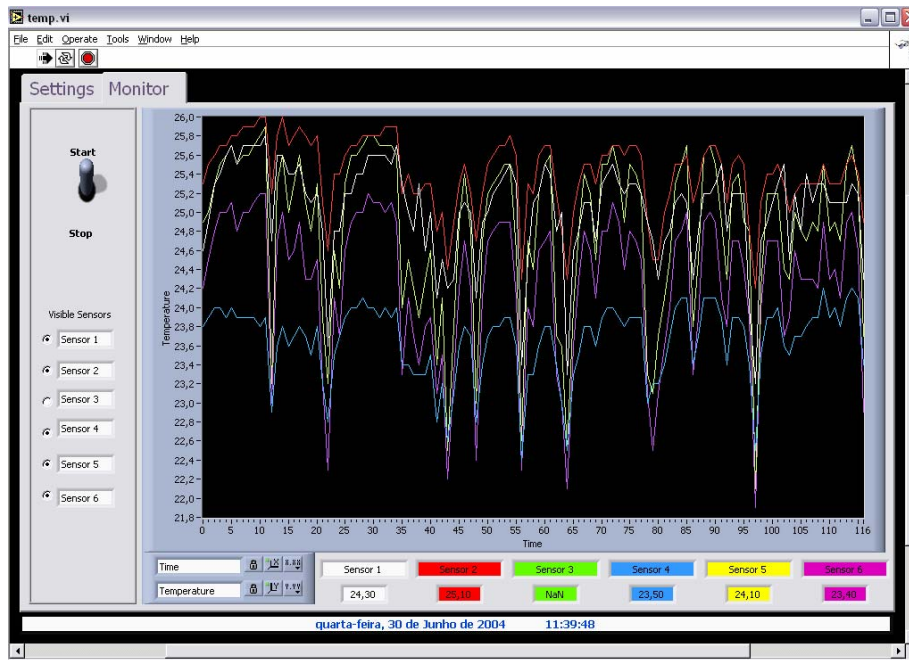 temp.vi
File Edit Operate Tools Window Help
Settings Monitor
Start
Stop
Visible Sensors
Sensor 1
Sensor 2
Sensor 3
Sensor 4
Sensor 5
Sensor 6
Temperature
26,0
25,8
25,6
25,4
25,2
25,0
24,8
24,6
24,4
24,2
24,0
23,8
23,6
23,4
23,2
23,0
22,8
22,6
22,4
22,2
22,0
21,8
0 5 10 15 20 25 30 35 40 45 50 55 60 65 70 75 80 85 90 95 100 105 110 116
Time
Time
Temperature
Sensor 1 Sensor 2 Sensor 3 Sensor 4 Sensor 5 Sensor 6
24,30 25,10 NaN 23,50 24,10 23,40
quarta-feira, 30 de Junho de 2004 11:39:48